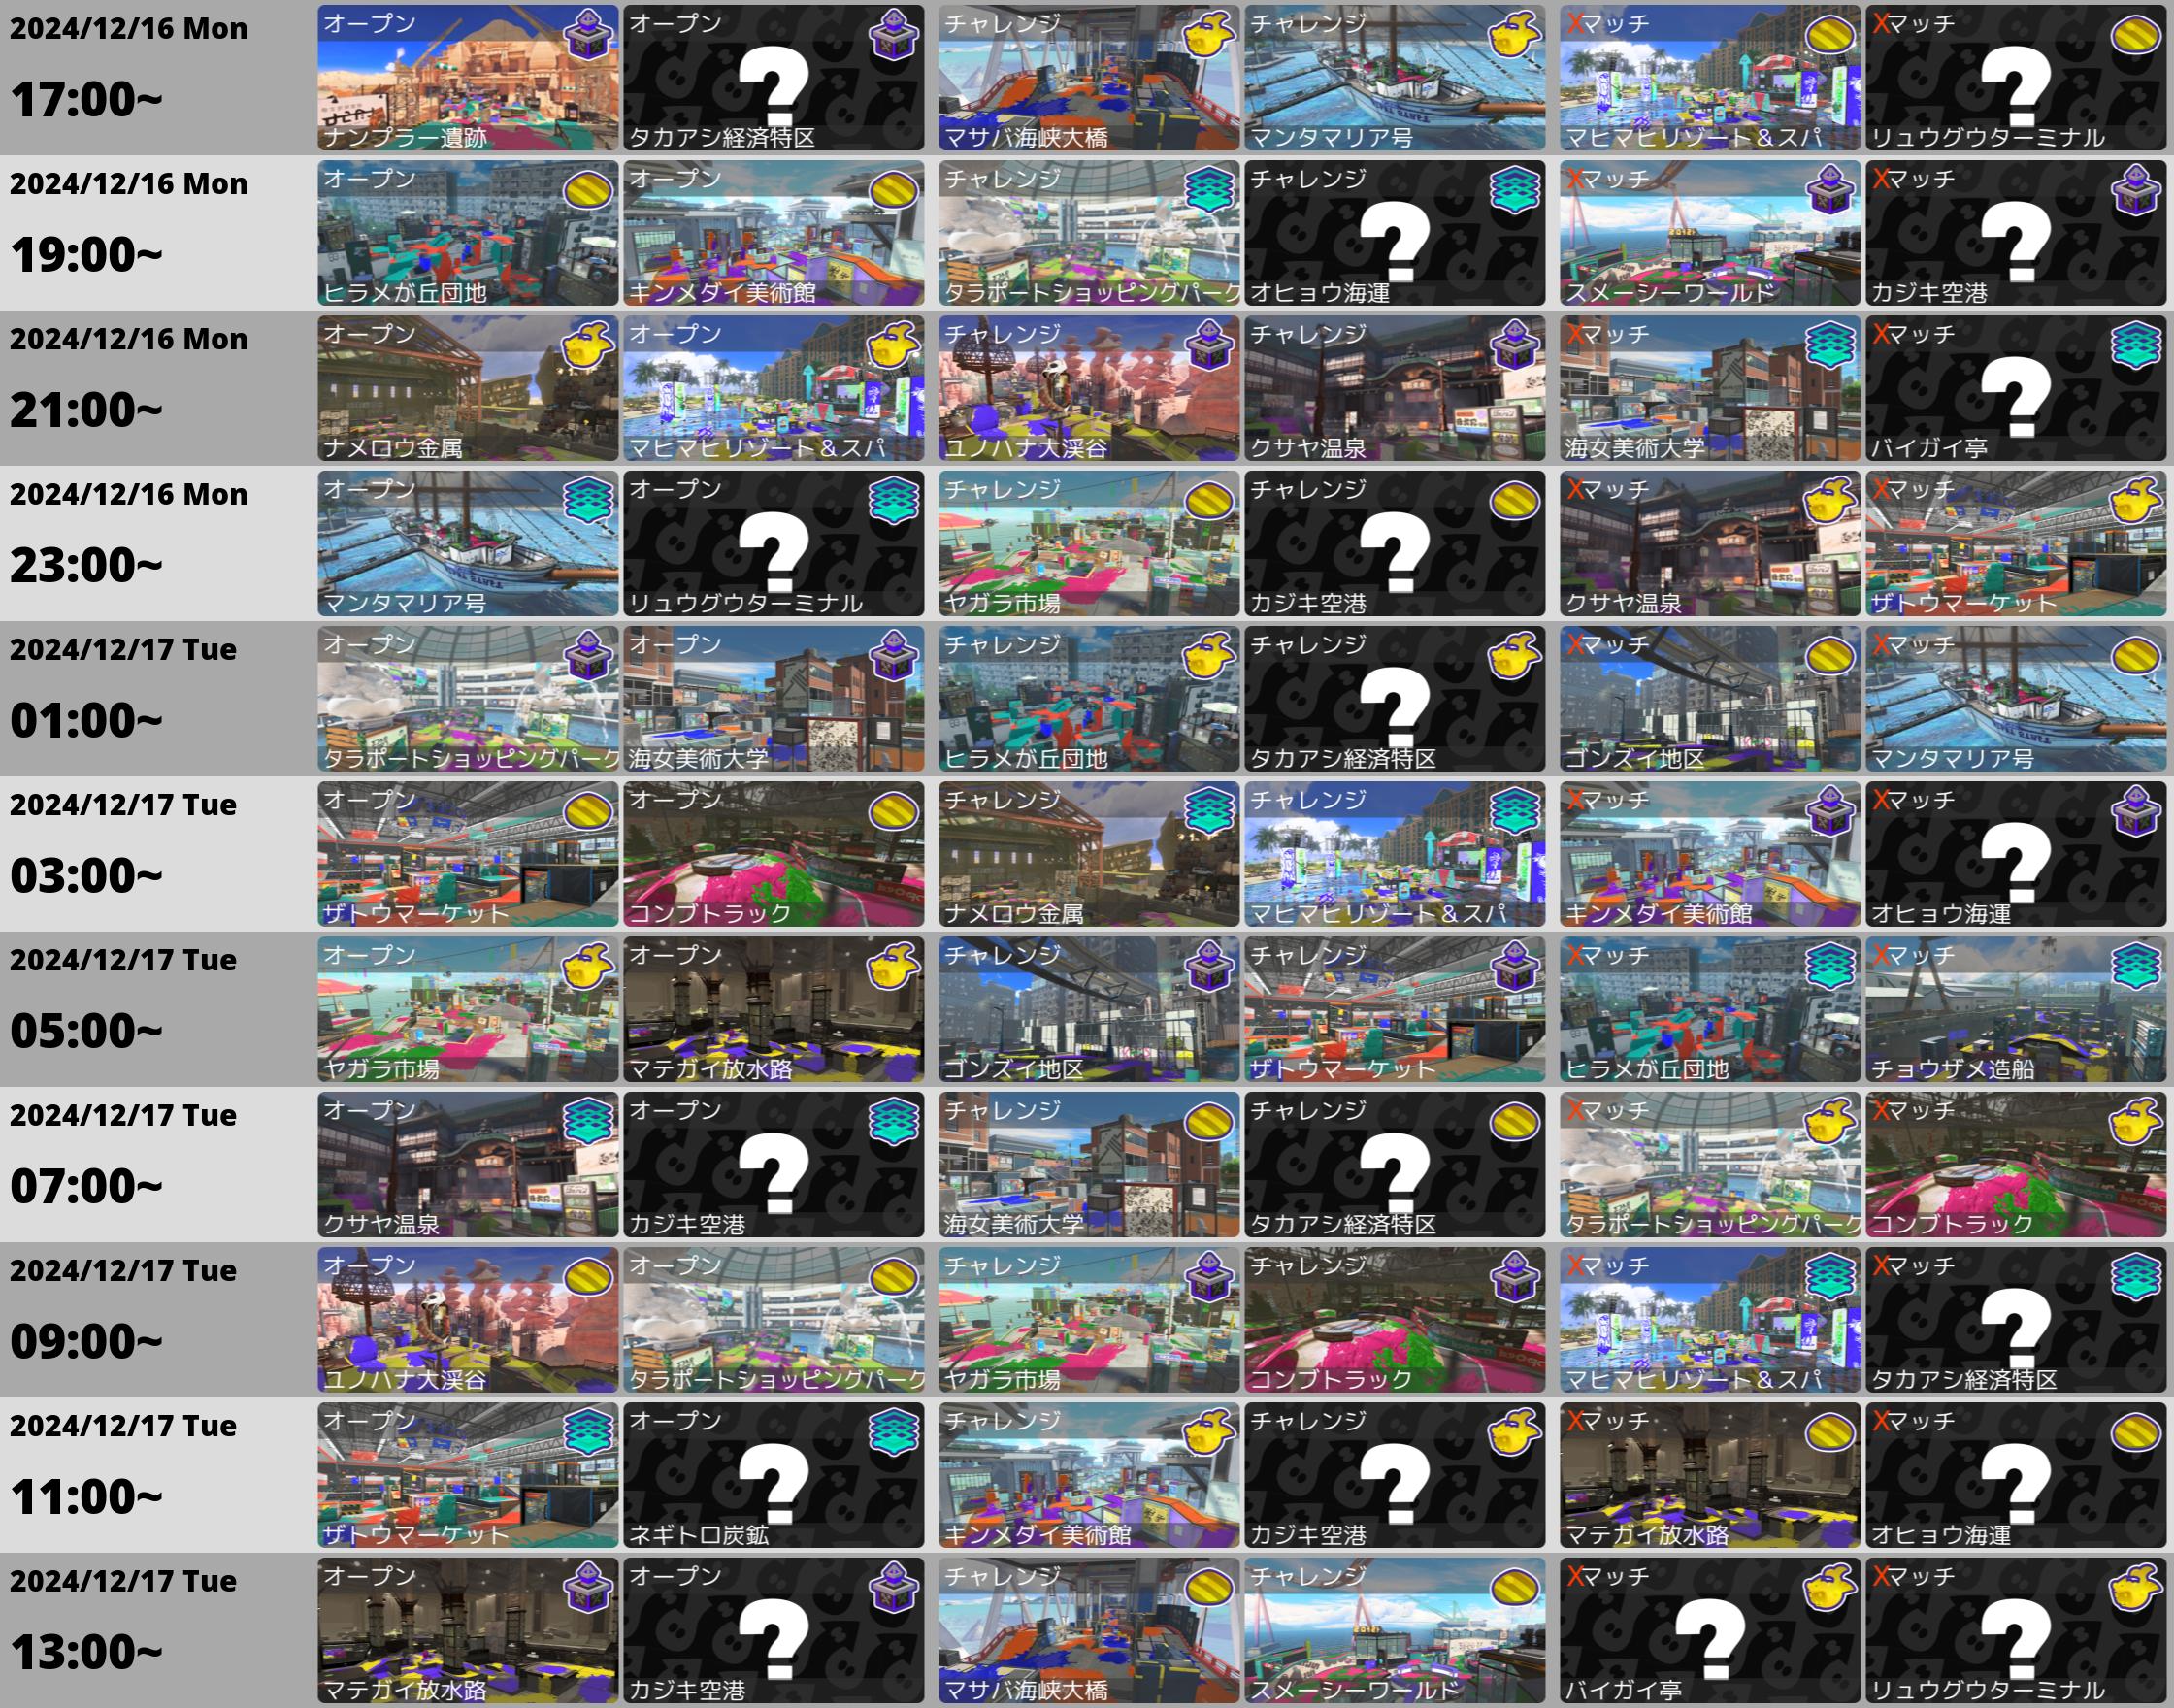 2024/12/16 Mon
17:00~
オープン
ナンプラー遺跡
オープン
タカアシ経済特区
チャレンジ
マサバ海峡大橋
チャレンジ
マンタマリア号
Xマッチ
マヒマヒリゾート&スパ
Xマッチ
リュウグウターミナル
2024/12/16 Mon
19:00~
オープン
ヒラメが丘団地
オープン
キンメダイ美術館
チャレンジ
タラポートショッピングパーク
チャレンジ
オヒョウ海運
Xマッチ
スメーシーワールド
Xマッチ
カジキ空港
2024/12/16 Mon
21:00~
オープン
ナメロウ金属
オープン
マヒマヒリゾート&スパ
チャレンジ
ユノハナ大渓谷
チャレンジ
クサヤ温泉
Xマッチ
海女美術大学
Xマッチ
バイガイ亭
2024/12/16 Mon
23:00~
オープン
マンタマリア号
オープン
リュウグウターミナル
チャレンジ
ヤガラ市場
チャレンジ
カジキ空港
Xマッチ
クサヤ温泉
Xマッチ
ザトウマーケット
2024/12/17 Tue
01:00~
オープン
タラポートショッピングパーク
オープン
海女美術大学
チャレンジ
ヒラメが丘団地
チャレンジ
タカアシ経済特区
Xマッチ
ゴンズイ地区
Xマッチ
マンタマリア号
2024/12/17 Tue
03:00~
オープン
ザトウマーケット
オープン
コンブトラック
チャレンジ
ナメロウ金属
チャレンジ
マヒマヒリゾート&スパ
Xマッチ
キンメダイ美術館
Xマッチ
オヒョウ海運
2024/12/17 Tue
05:00~
オープン
ヤガラ市場
オープン
マテガイ放水路
チャレンジ
ゴンズイ地区
チャレンジ
ザトウマーケット
Xマッチ
ヒラメが丘団地
Xマッチ
チョウザメ造船
2024/12/17 Tue
07:00~
オープン
クサヤ温泉
オープン
カジキ空港
チャレンジ
海女美術大学
チャレンジ
タカアシ経済特区
Xマッチ
タラポートショッピングパーク
Xマッチ
コンブトラック
2024/12/17 Tue
09:00~
オープン
ユノハナ大渓谷
オープン
タラポートショッピングパーク
チャレンジ
ヤガラ市場
チャレンジ
コンブトラック
Xマッチ
マヒマヒリゾート&スパ
Xマッチ
タカアシ経済特区
2024/12/17 Tue
11:00~
オープン
ザトウマーケット
オープン
ネギトロ炭鉱
チャレンジ
キンメダイ美術館
チャレンジ
カジキ空港
Xマッチ
マテガイ放水路
Xマッチ
オヒョウ海運
2024/12/17 Tue
13:00~
オープン
マテガイ放水路
オープン
カジキ空港
チャレンジ
マサバ海峡大橋
チャレンジ
スメーシーワールド
Xマッチ
バイガイ亭
Xマッチ
リュウグウターミナル